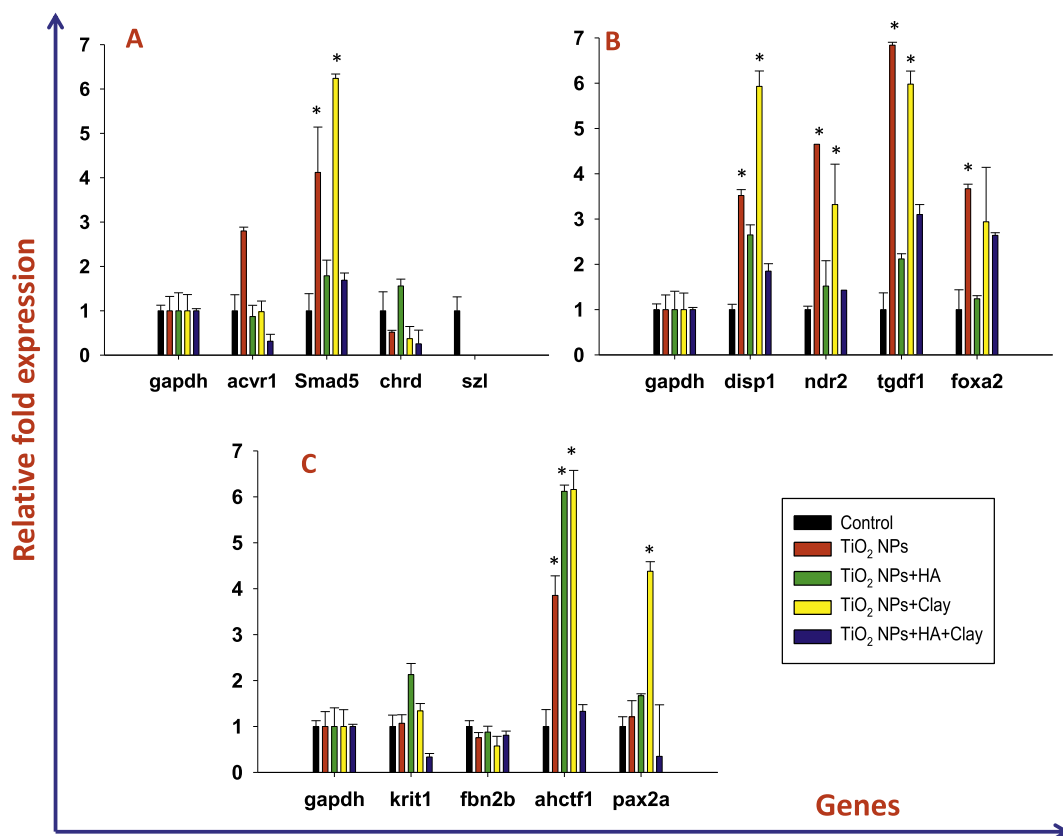 Relative fold expression
A
7
6
5
4
3
2
1
0
*
*
gapdh acvr1 Smad5 chrd szl
B
7
6
5
4
3
2
1
0
*
*
*
*
*
*
*
gapdh disp1 ndr2 tgdf1 foxa2
C
7
6
5
4
3
2
1
0
*
*
*
*
gapdh krit1 fbn2b ahctf1 pax2a
Control
TiO2 NPs
TiO2 NPs+HA
TiO2 NPs+Clay
TiO2 NPs+HA+Clay
Genes